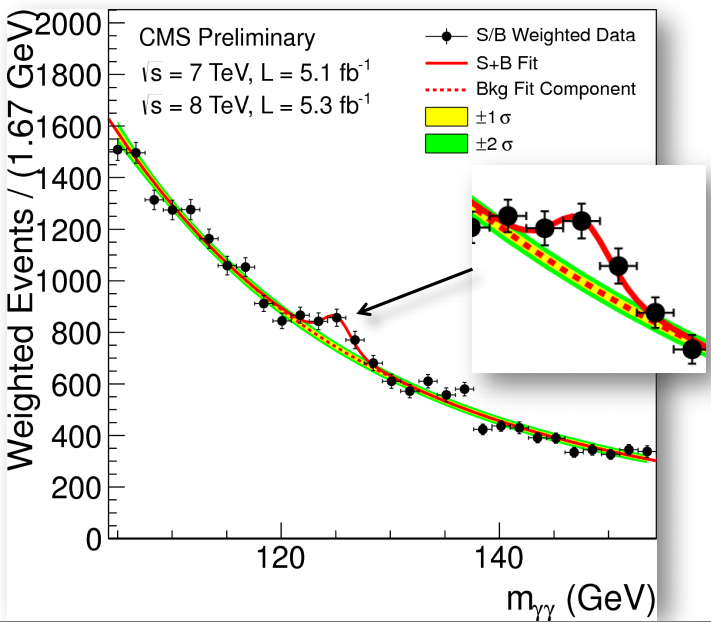 CMS Preliminary
√s = 7 TeV, L = 5.1 fb⁻¹
√s = 8 TeV, L = 5.3 fb⁻¹
S/B Weighted Data
S+B Fit
Bkg Fit Component
±1 σ
±2 σ
Weighted Events / (1.67 GeV)
2000
1800
1600
1400
1200
1000
800
600
400
200
0
120
140
mγγ (GeV)